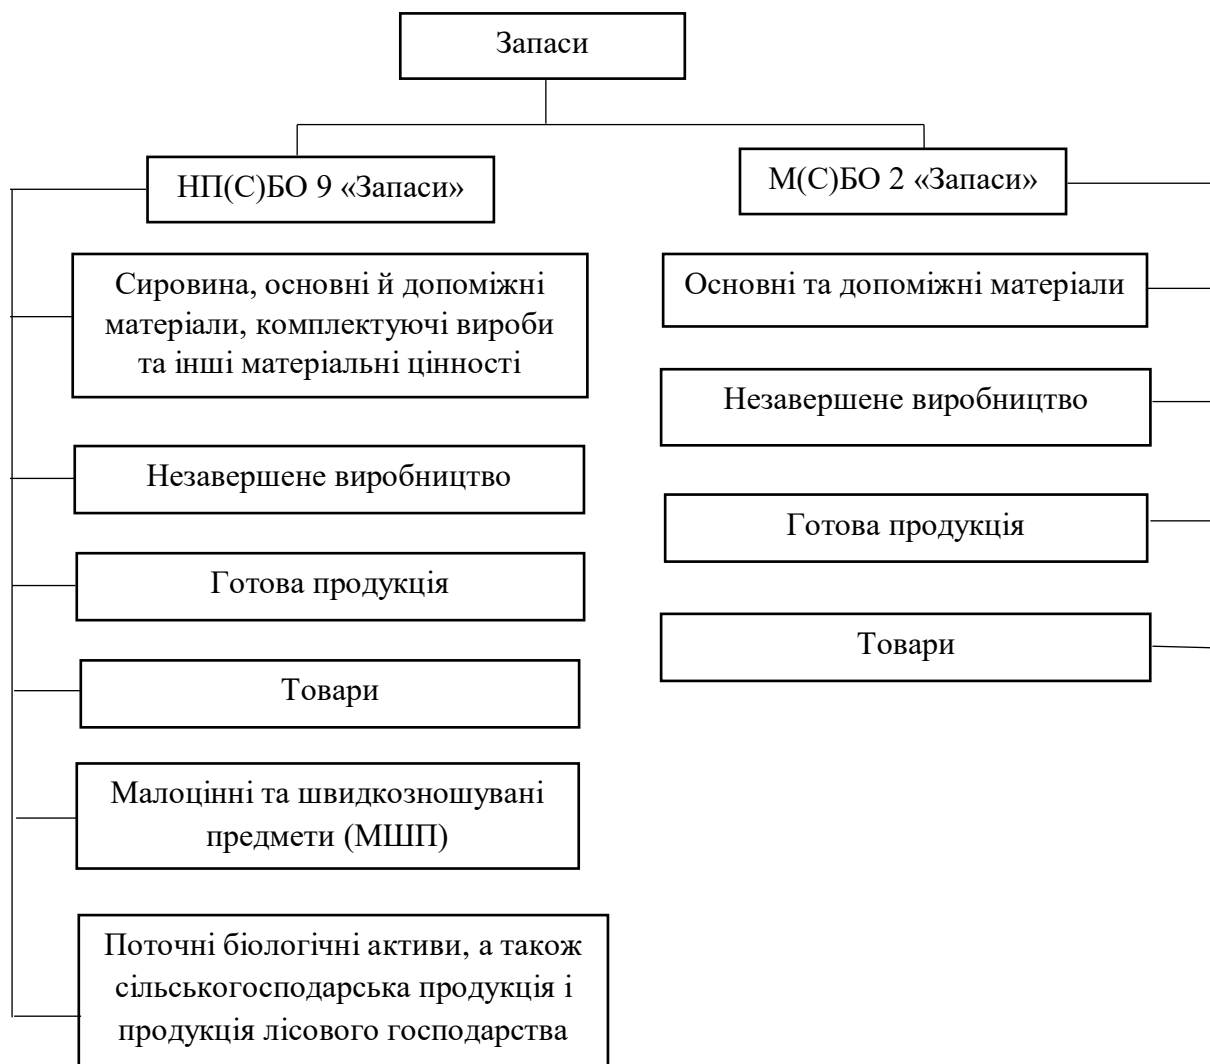 Запаси
НП(С)БО 9 «Запаси»
М(С)БО 2 «Запаси»
Сировина, основні й допоміжні
матеріали, комплектуючі вироби
та інші матеріальні цінності
Незавершене виробництво
Готова продукція
Товари
Малоцінні та швидкозношувані
предмети (МШП)
Поточні біологічні активи, а також
сільськогосподарська продукція і
продукція лісового господарства
Основні та допоміжні матеріали
Незавершене виробництво
Готова продукція
Товари